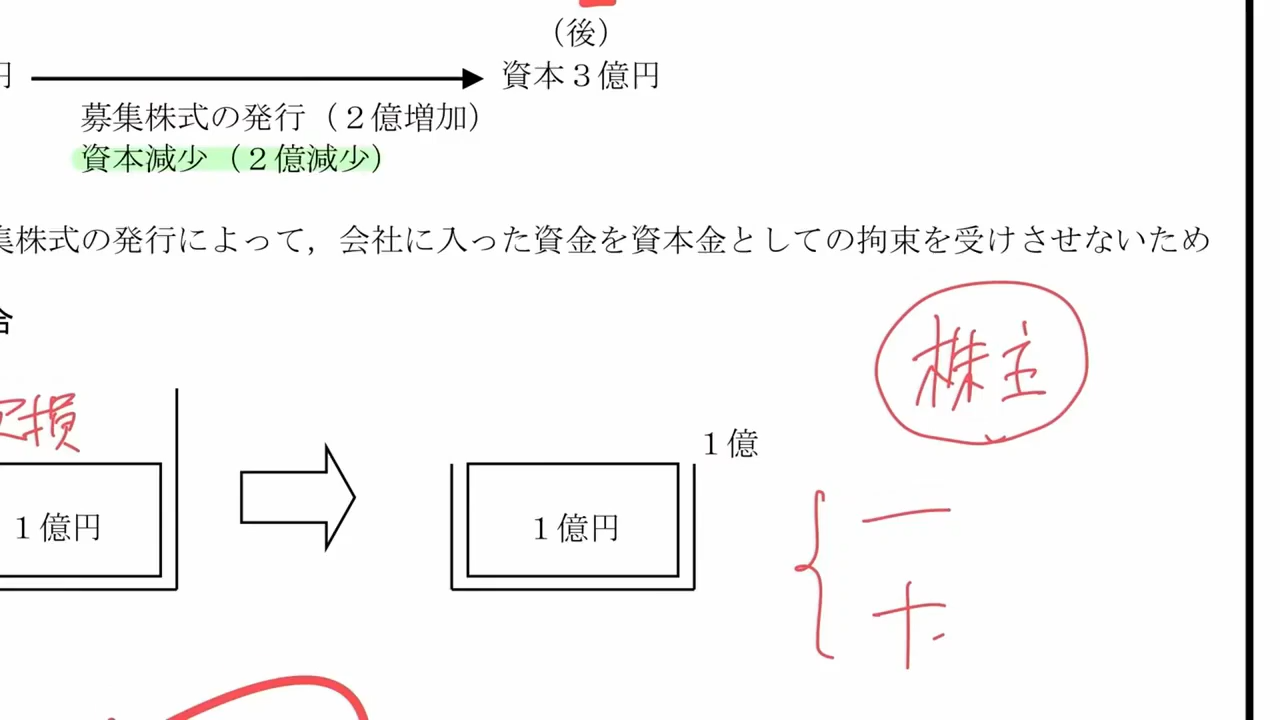 （後）
円
資本３億円
募集株式の発行（２億増加）
資本減少（２億減少）
集株式の発行によって，会社に入った資金を資本金としての拘束を受けさせないため
合
株主
欠損
１億
１億円
１億円
一